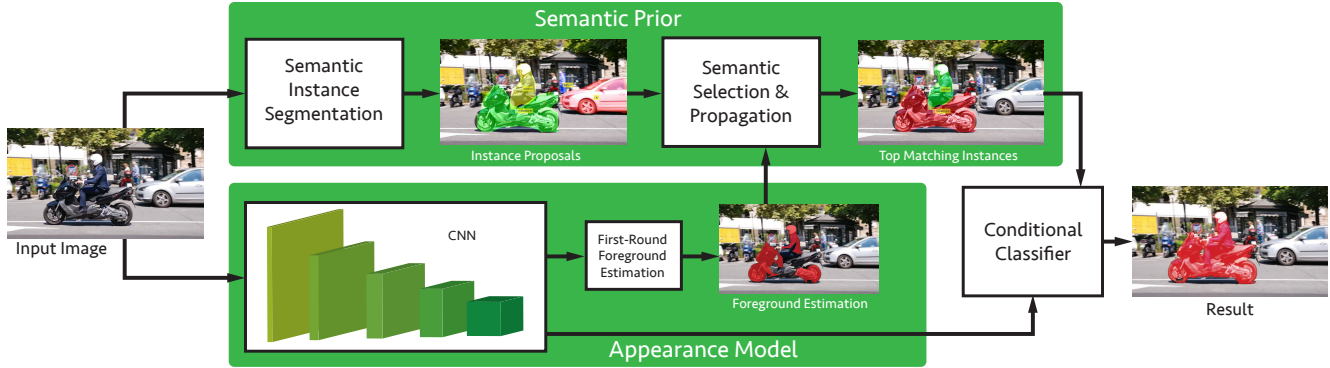 Semantic Prior
Semantic
Instance
Segmentation
Instance Proposals
Semantic
Selection &
Propagation
Top Matching Instances
Input Image
CNN
First-Round
Foreground
Estimation
Foreground Estimation
Appearance Model
Conditional
Classifier
Result